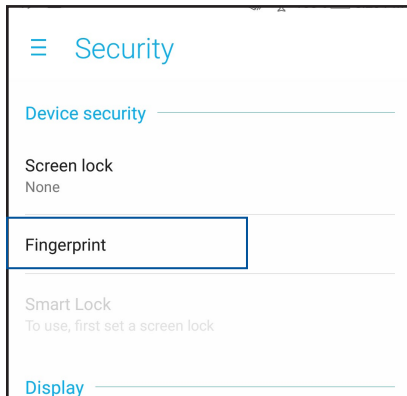 Security
Device security
Screen lock
None
Fingerprint
Smart Lock
To use, first set a screen lock
Display